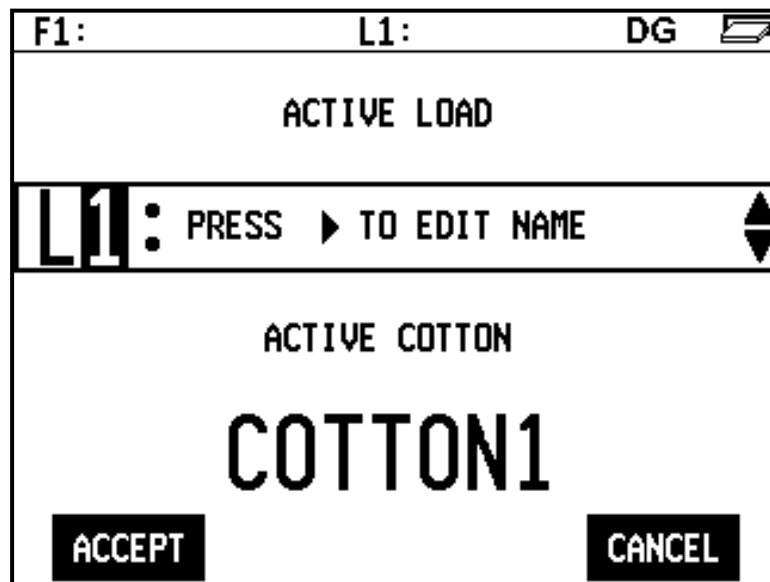 F1: L1: DG
ACTIVE LOAD
L1: PRESS ▶ TO EDIT NAME
ACTIVE COTTON
COTTON1
ACCEPT CANCEL